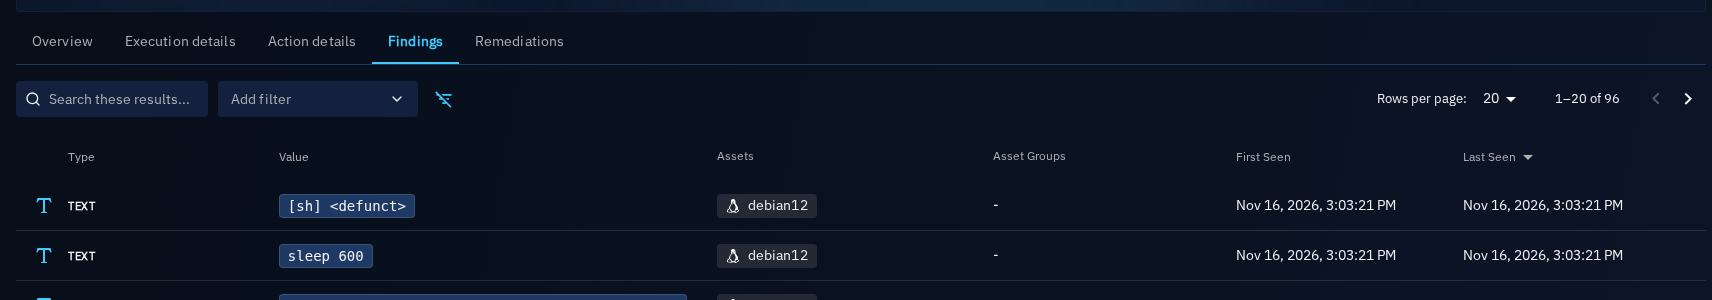 Overview Execution details Action details Findings Remediations
Search these results... Add filter Rows per page: 20 1–20 of 96
Type Value Assets Asset Groups First Seen Last Seen
TEXT [sh] <defunct> debian12 - Nov 16, 2026, 3:03:21 PM Nov 16, 2026, 3:03:21 PM
TEXT sleep 600 debian12 - Nov 16, 2026, 3:03:21 PM Nov 16, 2026, 3:03:21 PM